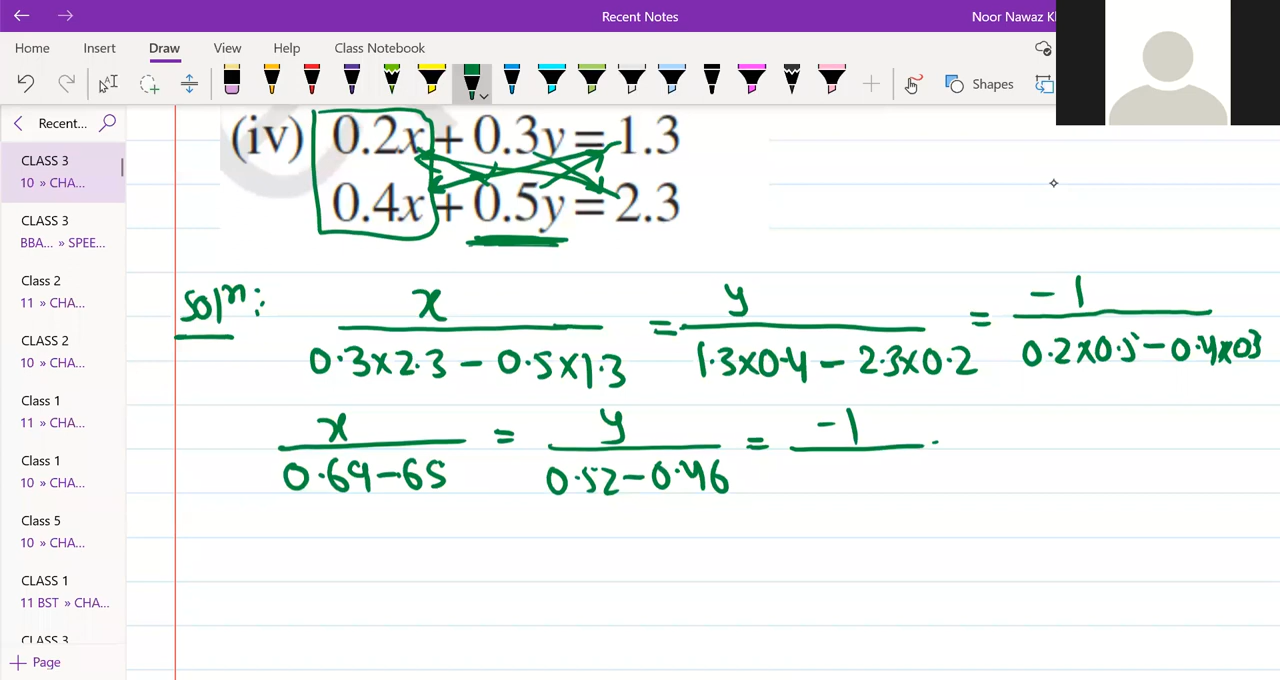 Recent Notes
Noor Nawaz
Home Insert Draw View Help Class Notebook
Shapes
Recent...
CLASS 3
10 » CHA...
CLASS 3
BBA... » SPEE...
Class 2
11 » CHA...
CLASS 2
10 » CHA...
Class 1
11 » CHA...
Class 1
10 » CHA...
Class 5
10 » CHA...
CLASS 1
11 BST » CHA...
CLASS 3
Page
(iv) 0.2x + 0.3y = 1.3
0.4x + 0.5y = 2.3
Soln: x = y = -1
0.3×2.3 - 0.5×1.3 1.3×0.4 - 2.3×0.2 0.2×0.5 - 0.4×03
x = y = -1
0.69-65 0.52-0.46